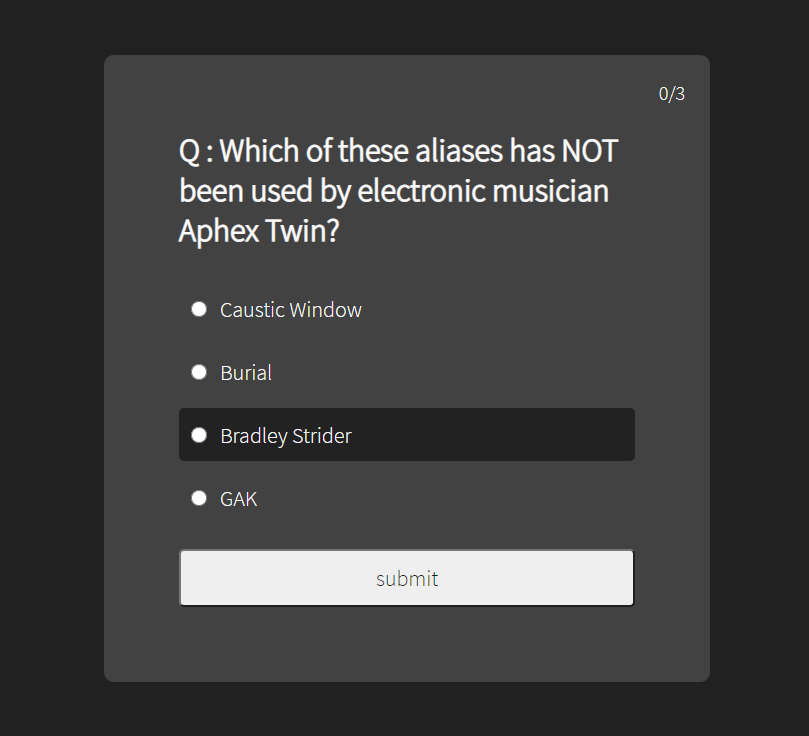 0/3
Q : Which of these aliases has NOT
been used by electronic musician
Aphex Twin?
Caustic Window
Burial
Bradley Strider
GAK
submit